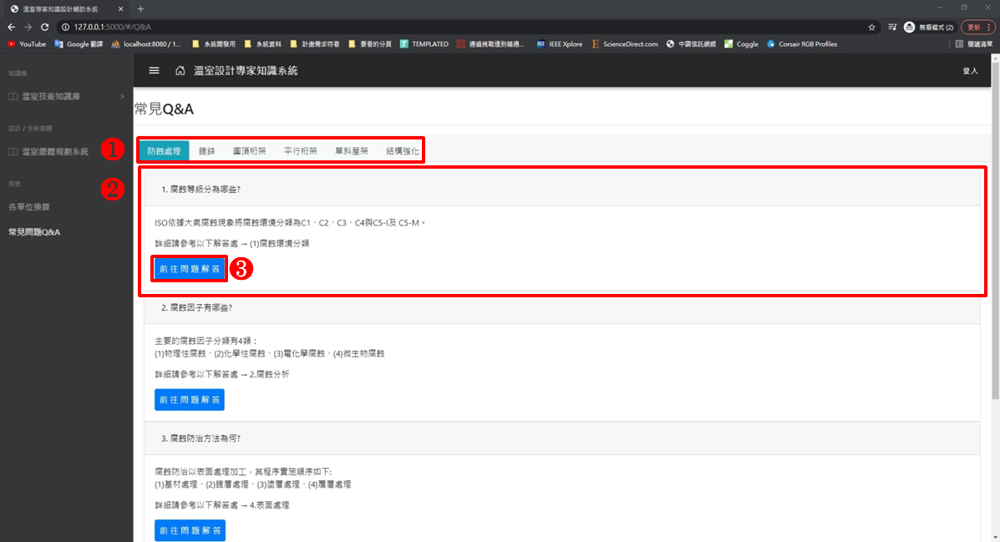 溫室專家知識設計輔助系統
127.0.0.1:5000/#/Q&A
無痕模式 (2)
更新
YouTube
Google 翻譯
localhost:8080 / 1...
系統開發用
系統資料
計畫需求待看
要看的分頁
TEMPLATED
通過挑戰達到精通...
IEEE Xplore
ScienceDirect.com
中國信託網銀
Coggle
Corsair RGB Profiles
閱讀清單
知識庫
溫室技術知識庫
設計 / 分析服務
溫室總體規劃系統
其他
各單位換算
常見問題Q&A
溫室設計專家知識系統
登入
常見Q&A
1
防蝕處理 鍍鋅 圓頂桁架 平行桁架 單斜屋架 結構強化
2
1. 腐蝕等級分為哪些?
ISO依據大氣腐蝕現象將腐蝕環境分類為C1、C2、C3、C4與C5-I及 C5-M。
詳細請參考以下解答處 → (1)腐蝕環境分類
前往問題解答
3
2. 腐蝕因子有哪些?
主要的腐蝕因子分類有4類：
(1)物理性腐蝕、(2)化學性腐蝕、(3)電化學腐蝕、(4)微生物腐蝕
詳細請參考以下解答處 → 2.腐蝕分析
前往問題解答
3. 腐蝕防治方法為何?
腐蝕防治以表面處理加工，其程序實施順序如下:
(1)基材處理、(2)鍍層處理、(3)塗層處理、(4)覆層處理
詳細請參考以下解答處 → 4.表面處理
前往問題解答